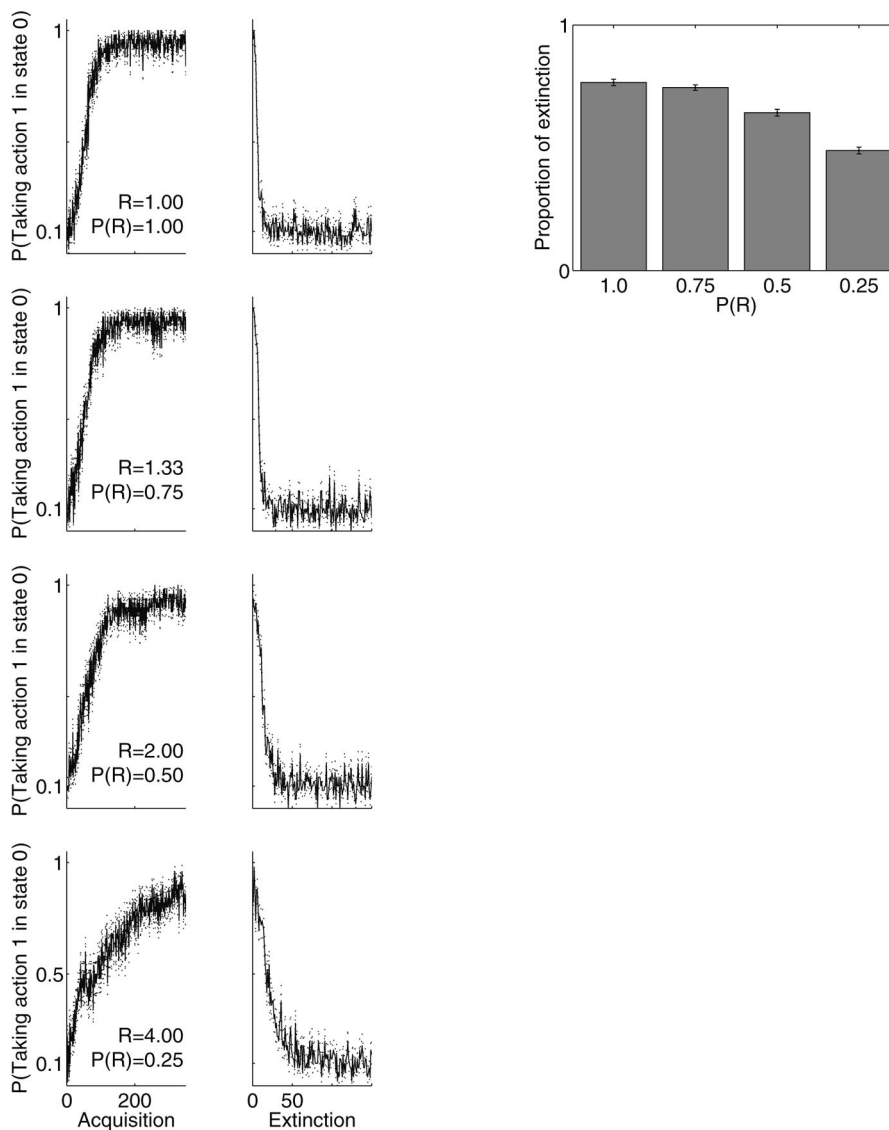 P(Taking action 1 in state 0)
1
0.1
R=1.00
P(R)=1.00
P(Taking action 1 in state 0)
1
0.1
R=1.33
P(R)=0.75
P(Taking action 1 in state 0)
1
0.1
R=2.00
P(R)=0.50
P(Taking action 1 in state 0)
1
0.5
0.1
R=4.00
P(R)=0.25
0 200
Acquisition
0 50
Extinction
Proportion of extinction
1
0
1.0 0.75 0.5 0.25
P(R)